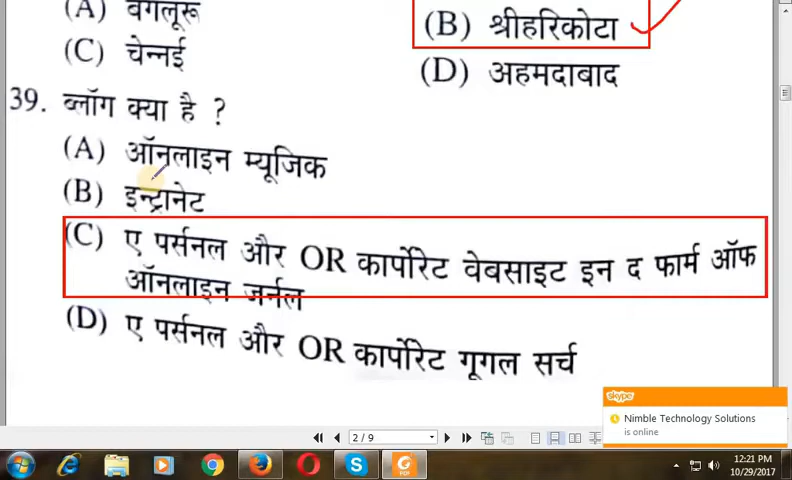 (A) बंगलूरू
(B) श्रीहरिकोटा
(C) चेन्नई
(D) अहमदाबाद
39. ब्लॉग क्या है ?
(A) ऑनलाइन म्यूजिक
(B) इन्ट्रानेट
(C) ए पर्सनल और OR कार्पोरेट वेबसाइट इन द फार्म ऑफ
ऑनलाइन जर्नल
(D) ए पर्सनल और OR कार्पोरेट गूगल सर्च
skype
Nimble Technology Solutions
is online
2 / 9
PDF
12:21 PM
10/29/2017